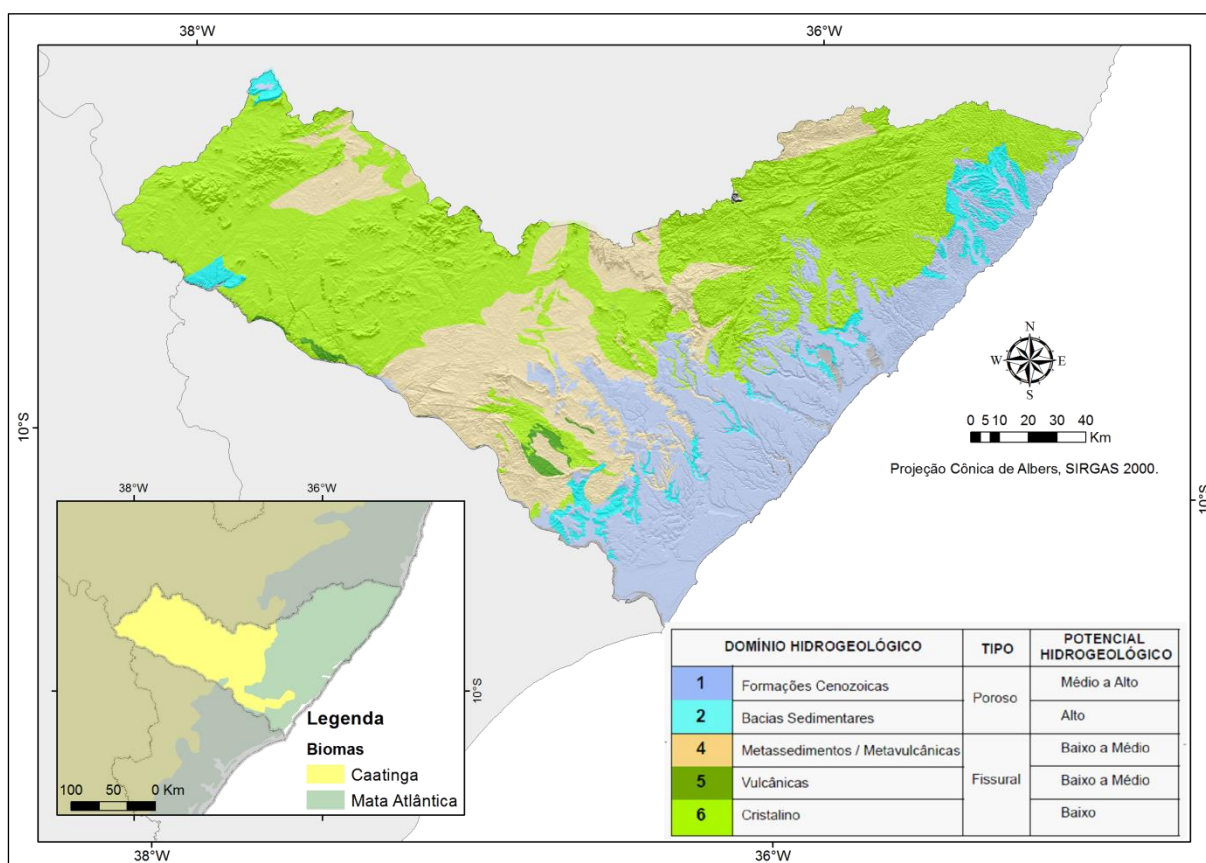 38°W
36°W
10°S
10°S
N
W
E
S
0 5 10 20 30 40
Km
Projeção Cônica de Albers, SIRGAS 2000.
38°W
36°W
10°S
100 50 0 Km
Legenda
Biomas
Caatinga
Mata Atlântica
DOMÍNIO HIDROGEOLÓGICO
TIPO
POTENCIAL
HIDROGEOLÓGICO
1
Formações Cenozoicas
Poroso
Médio a Alto
2
Bacias Sedimentares
Alto
4
Metassedimentos / Metavulcânicas
Fissural
Baixo a Médio
5
Vulcânicas
Baixo a Médio
6
Cristalino
Baixo
38°W
36°W